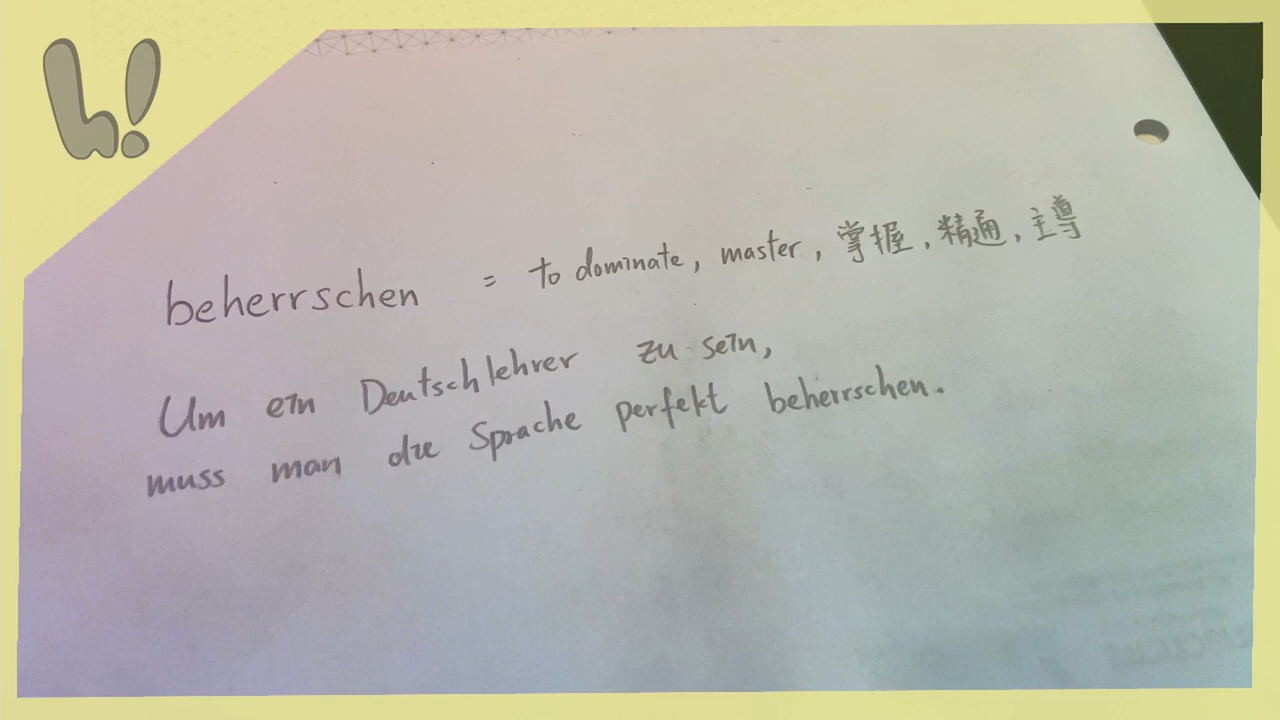 beherrschen = to dominate, master, 掌握, 精通, 主导
Um ein Deutschlehrer zu sein,
muss man die Sprache perfekt beherrschen.